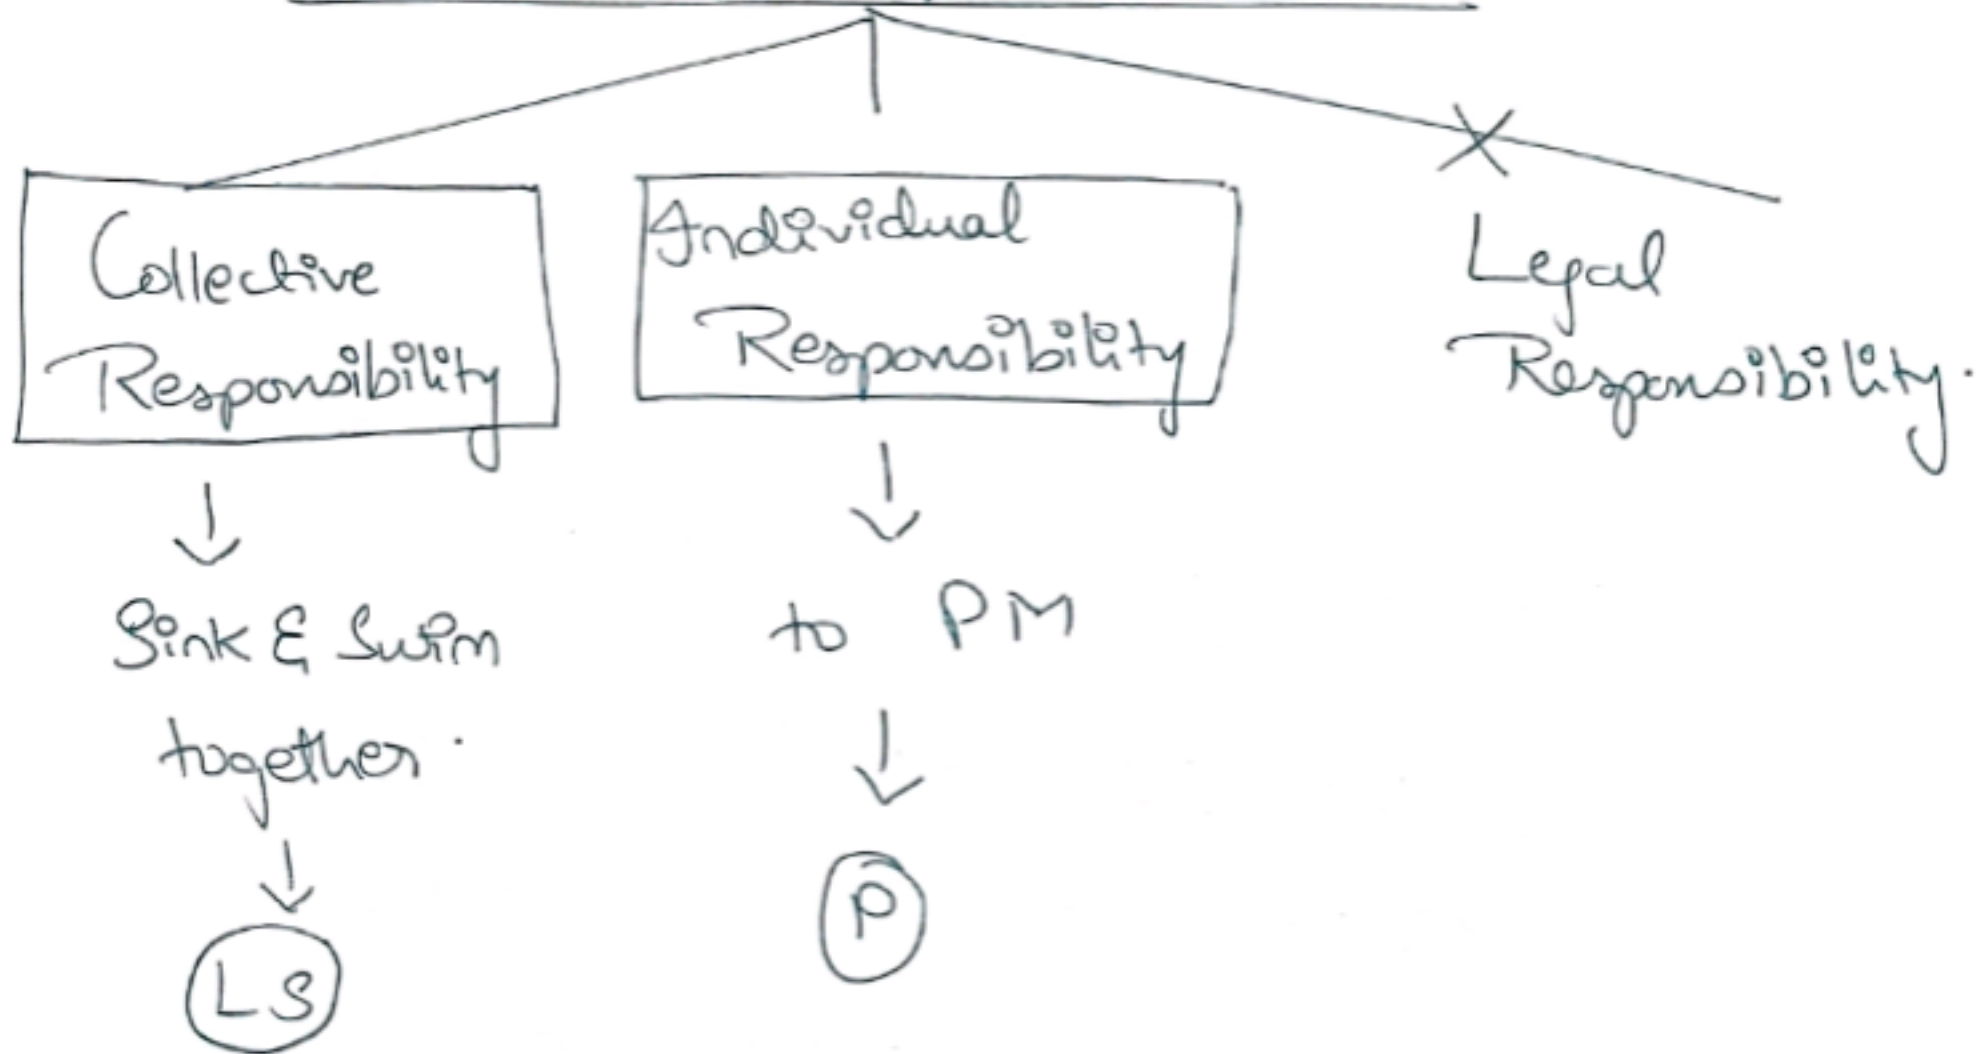 Collective
Responsibility
Individual
Responsibility
Legal
Responsibility.
Sink & Swim
together.
to PM
LS
P